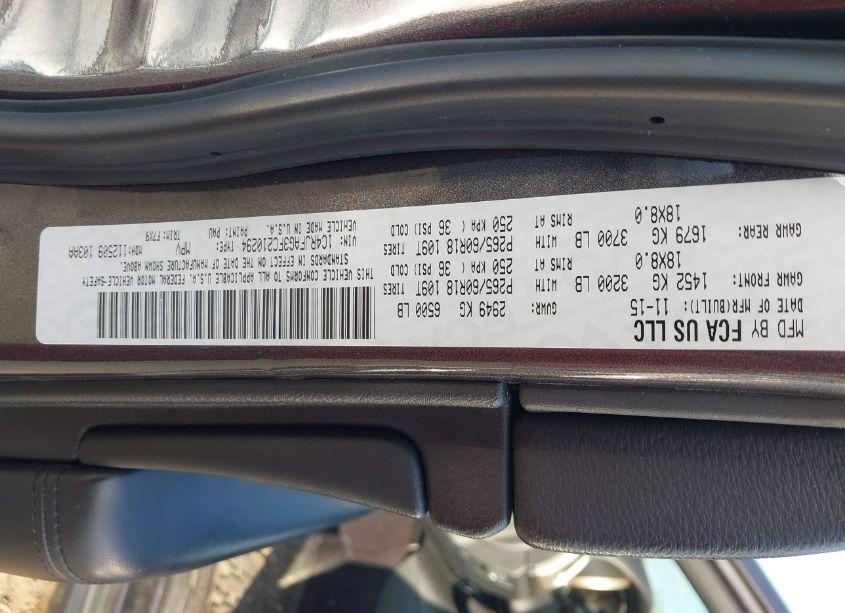 MFD BY FCA US LLC
DATE OF MFR(BUILT): 11-15 GVWR: 2949 KG 6500 LB
GAWR FRONT: 1452 KG 3200 LB WITH P265/60R18 109T TIRES
18X8.0 RIMS AT 250 KPA ( 36 PSI) COLD
GAWR REAR: 1679 KG 3700 LB WITH P265/60R18 109T TIRES
18X8.0 RIMS AT 250 KPA ( 36 PSI) COLD
THIS VEHICLE CONFORMS TO ALL APPLICABLE U.S.A. FEDERAL MOTOR VEHICLE-SAFETY
STANDARDS IN EFFECT ON THE DATE OF MANUFACTURE SHOWN ABOVE.
VIN: 1C4RJFAG3FC210294 TYPE: MPV MDH:112509 103AA
VEHICLE MADE IN U.S.A. PAINT: PAU TRIM: F7X9